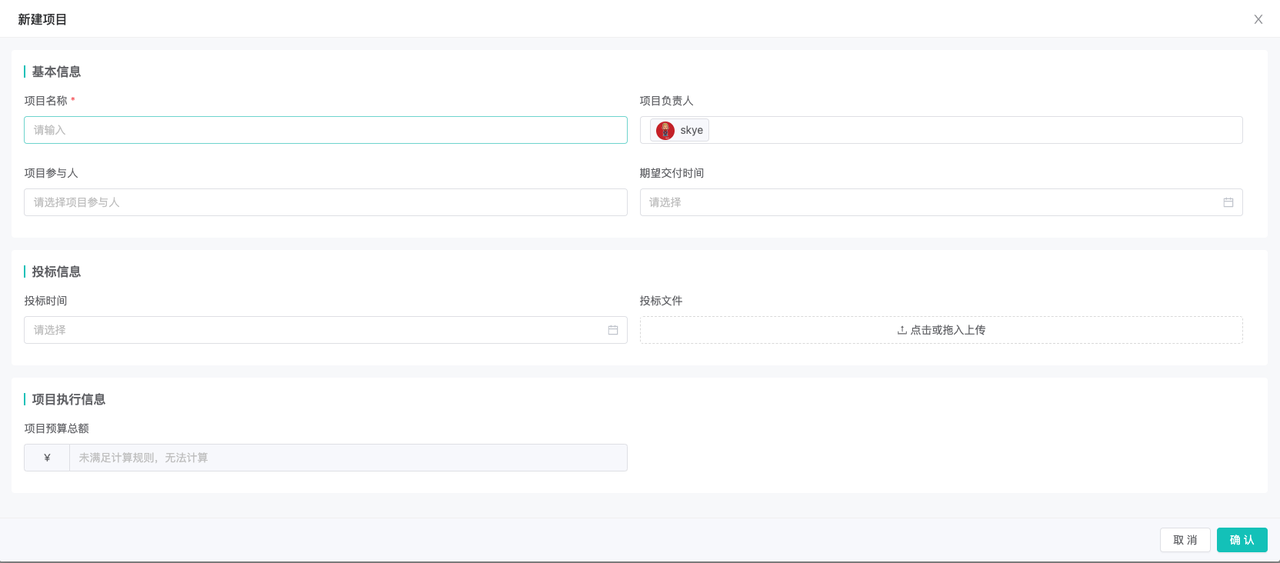 新建项目
基本信息
项目名称 *
项目负责人
请输入
skye
项目参与人
期望交付时间
请选择项目参与人
请选择
投标信息
投标时间
投标文件
请选择
点击或拖入上传
项目执行信息
项目预算总额
¥ 未满足计算规则，无法计算
取 消
确 认